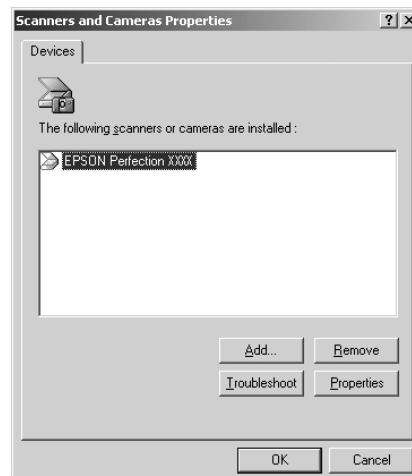 Scanners and Cameras Properties
Devices
The following scanners or cameras are installed :
EPSON Perfection XXXX
Add... Remove
Troubleshoot Properties
OK Cancel